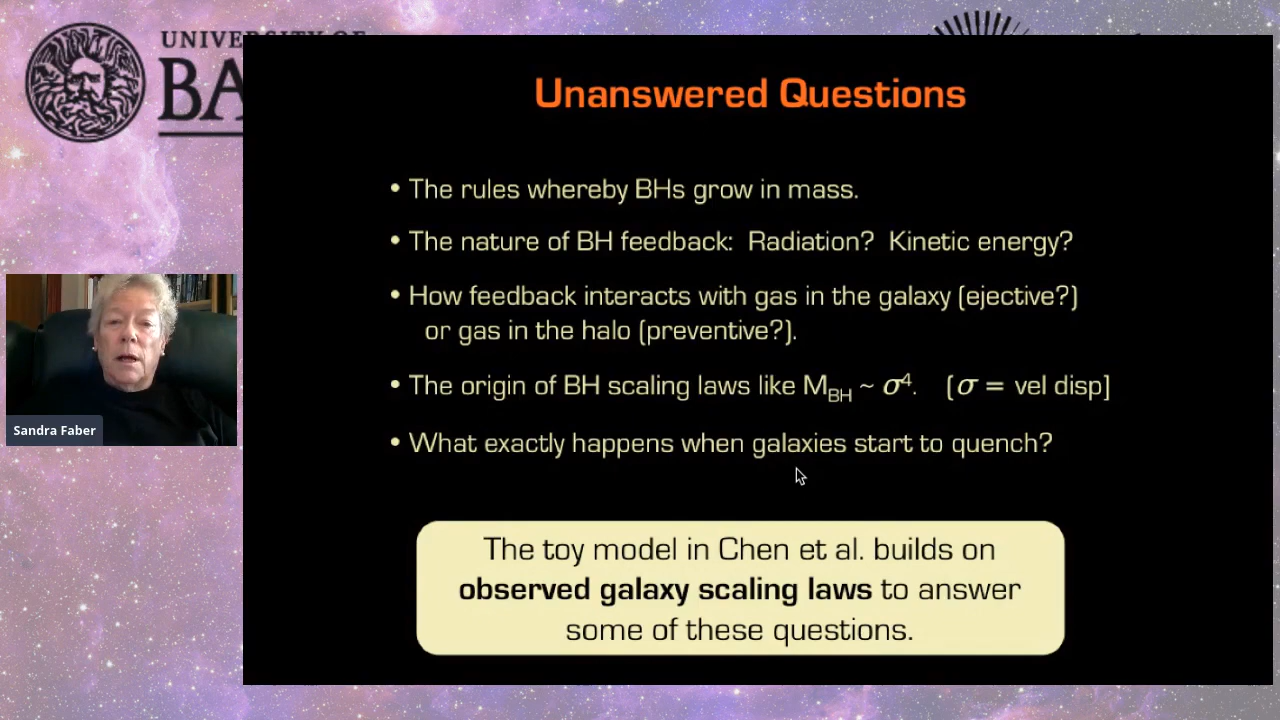 UNIVERSITY OF
BA
Unanswered Questions
• The rules whereby BHs grow in mass.
• The nature of BH feedback: Radiation? Kinetic energy?
• How feedback interacts with gas in the galaxy (ejective?)
or gas in the halo (preventive?).
• The origin of BH scaling laws like M_BH ~ σ⁴. [σ = vel disp]
• What exactly happens when galaxies start to quench?
Sandra Faber
The toy model in Chen et al. builds on
observed galaxy scaling laws to answer
some of these questions.